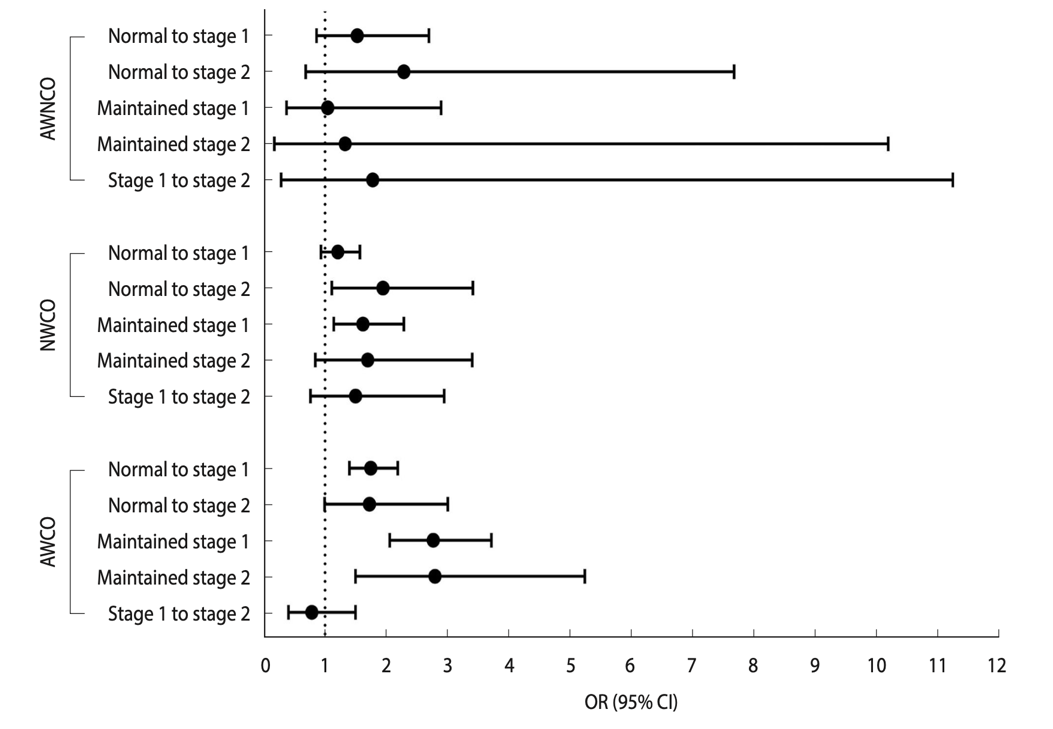 AWNCO
Normal to stage 1
Normal to stage 2
Maintained stage 1
Maintained stage 2
Stage 1 to stage 2
NWCO
Normal to stage 1
Normal to stage 2
Maintained stage 1
Maintained stage 2
Stage 1 to stage 2
AWCO
Normal to stage 1
Normal to stage 2
Maintained stage 1
Maintained stage 2
Stage 1 to stage 2
0 1 2 3 4 5 6 7 8 9 10 11 12
OR (95% CI)